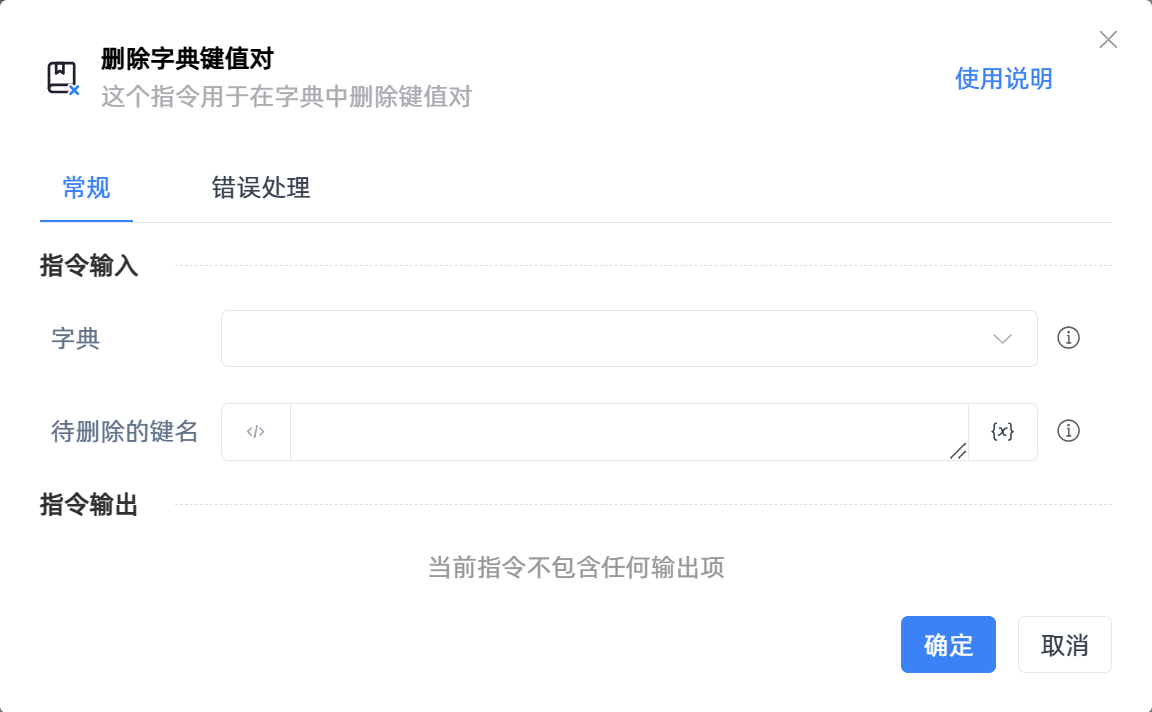 删除字典键值对
这个指令用于在字典中删除键值对
使用说明
常规 错误处理
指令输入
字典
待删除的键名 </> {x}
指令输出
当前指令不包含任何输出项
确定 取消